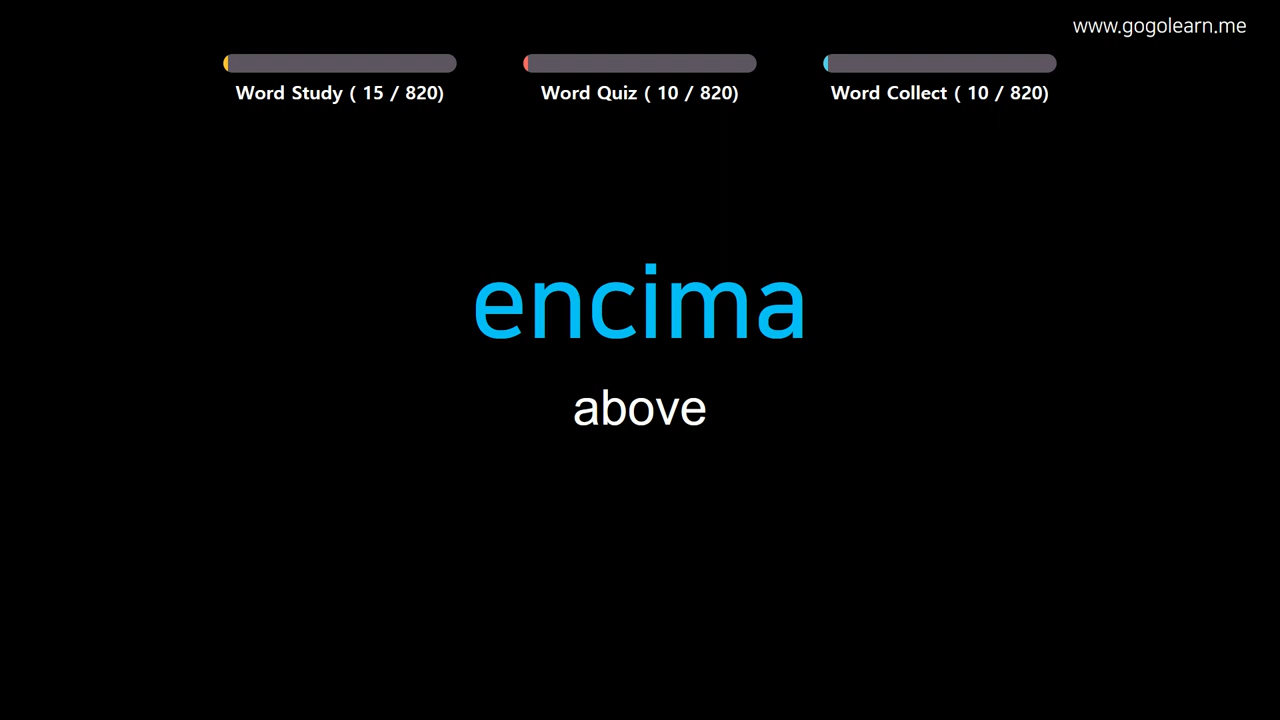 www.gogolearn.me
Word Study ( 15 / 820)
Word Quiz ( 10 / 820)
Word Collect ( 10 / 820)
encima
above